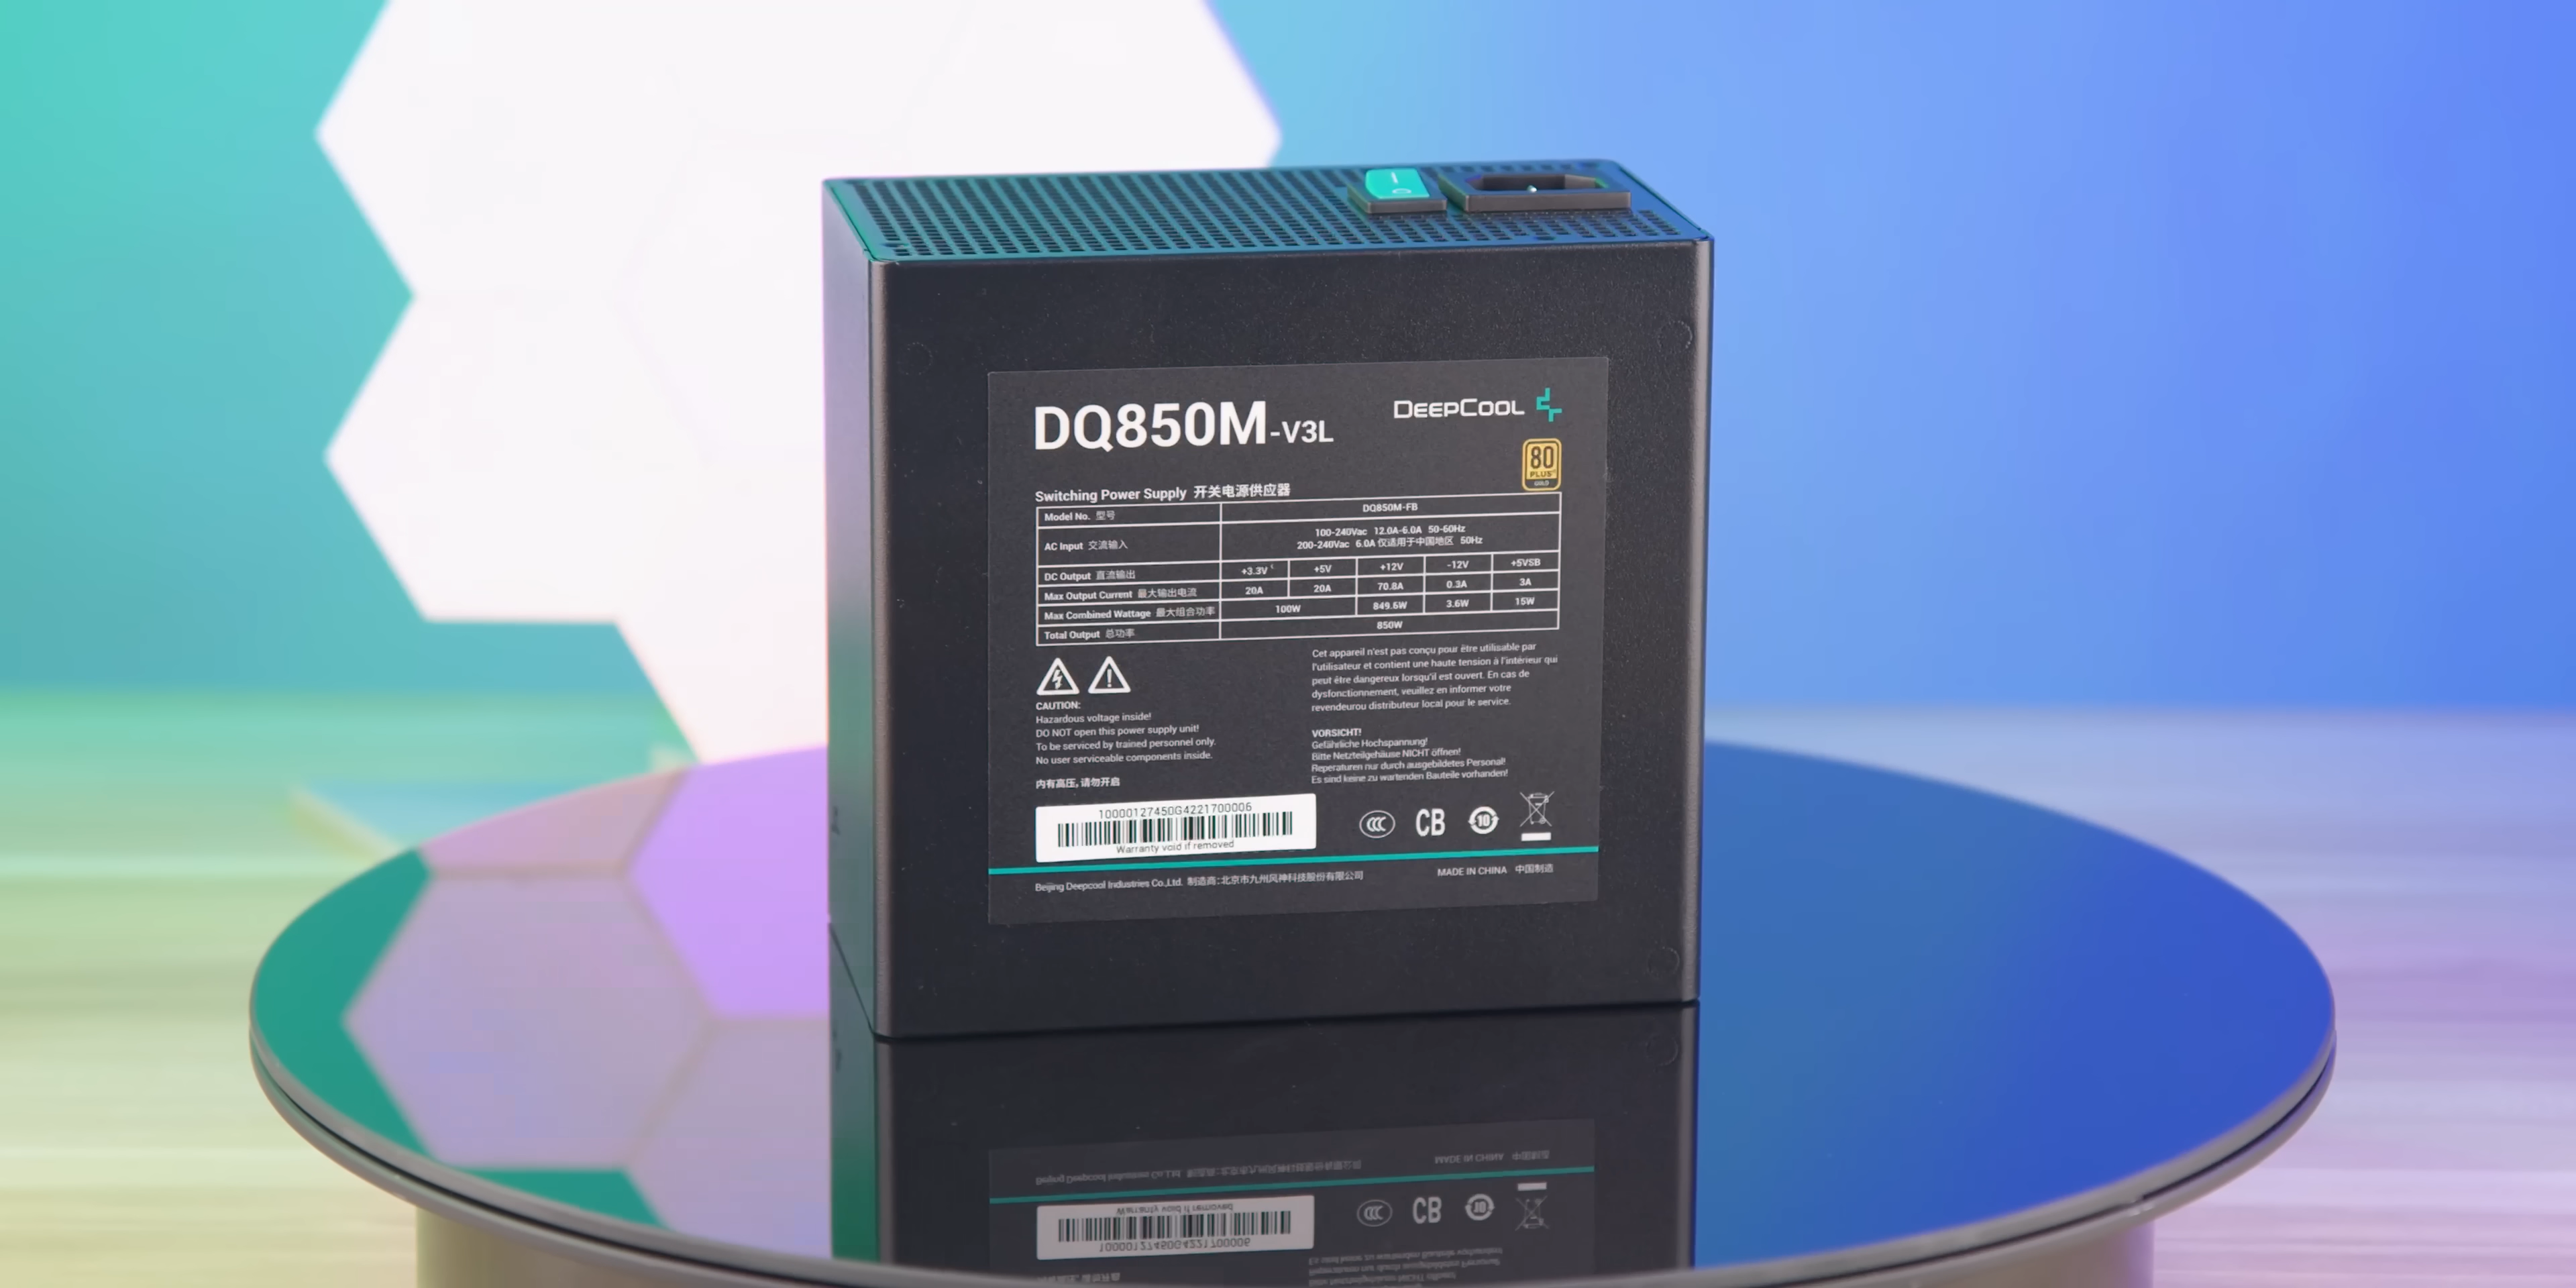 DQ850M-V3L
DEEPCOOL
80
PLUS
GOLD
Switching Power Supply 开关电源供应器
Model No. 型号 DQ850M-FB
AC Input 交流输入 100-240Vac 12.0A-6.0A 50-60Hz
200-240Vac 6.0A 仅适用于中国地区 50Hz
DC Output 直流输出 +3.3V +5V +12V -12V +5VSB
Max Output Current 最大输出电流 20A 20A 70.8A 0.3A 3A
Max Combined Wattage 最大组合功率 100W 849.6W 3.6W 15W
Total Output 总功率 850W
CAUTION:
Hazardous voltage inside!
DO NOT open this power supply unit!
To be serviced by trained personnel only.
No user serviceable components inside.
内有高压, 请勿开启
Cet appareil n'est pas conçu pour être utilisable par
l'utilisateur et contient une haute tension à l'intérieur qui
peut être dangereux lorsqu'il est ouvert. En cas de
dysfonctionnement, veuillez en informer votre
revendeurou distributeur local pour le service.
VORSICHT!
Gefährliche Hochspannung!
Bitte Netzteilgehäuse NICHT öffnen!
Reperaturen nur durch ausgebildetes Personal!
Es sind keine zu wartenden Bauteile vorhanden!
10000127450G4221700006
Warranty void if removed
CCC CB 10
Beijing Deepcool Industries Co.,Ltd. 制造商:北京市九州风神科技股份有限公司
MADE IN CHINA 中国制造